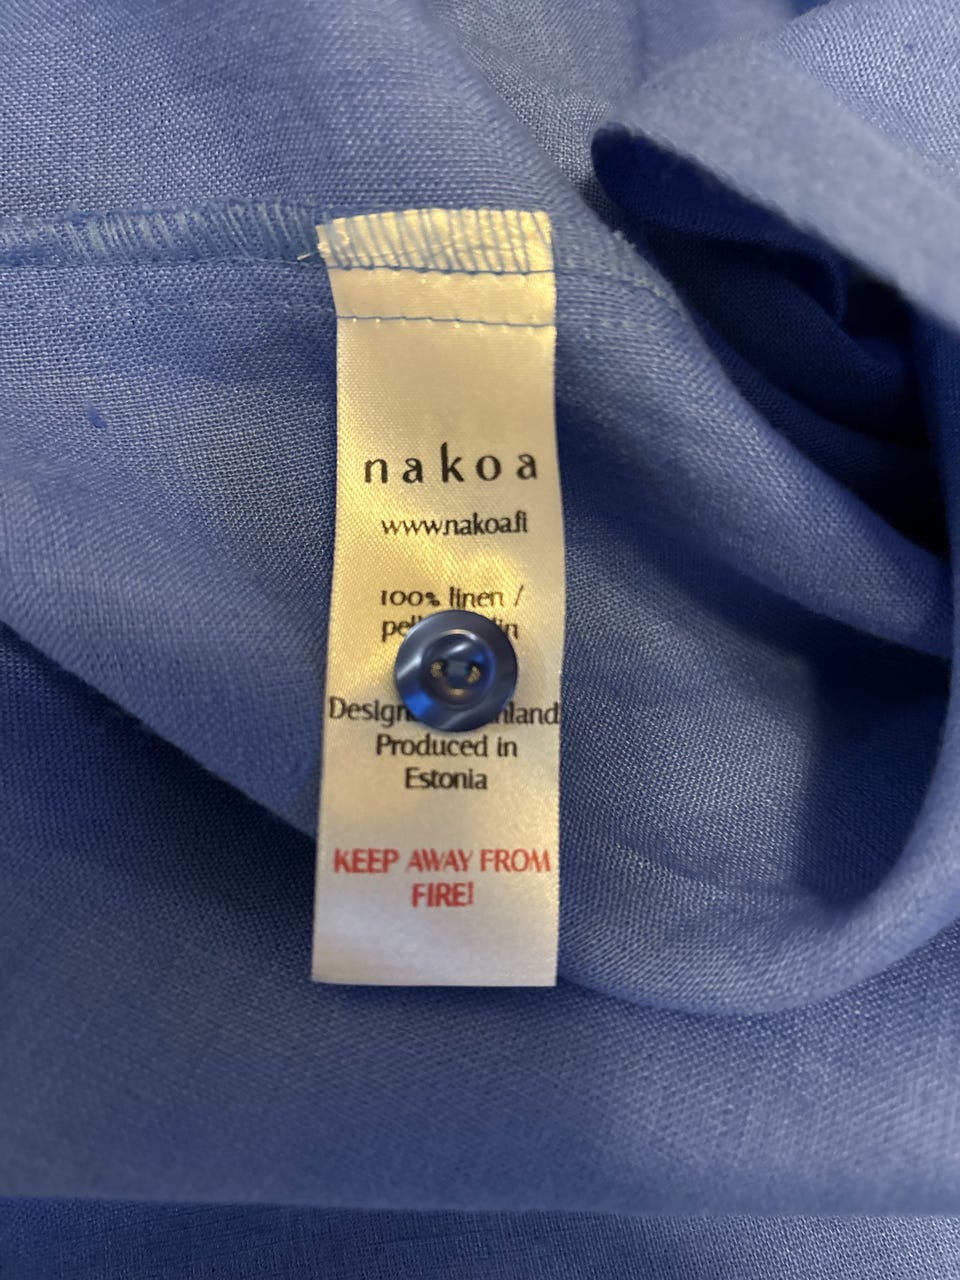 nakoa
www.nakoa.fi
100% linen /
Produced in
Estonia
KEEP AWAY FROM
FIRE!